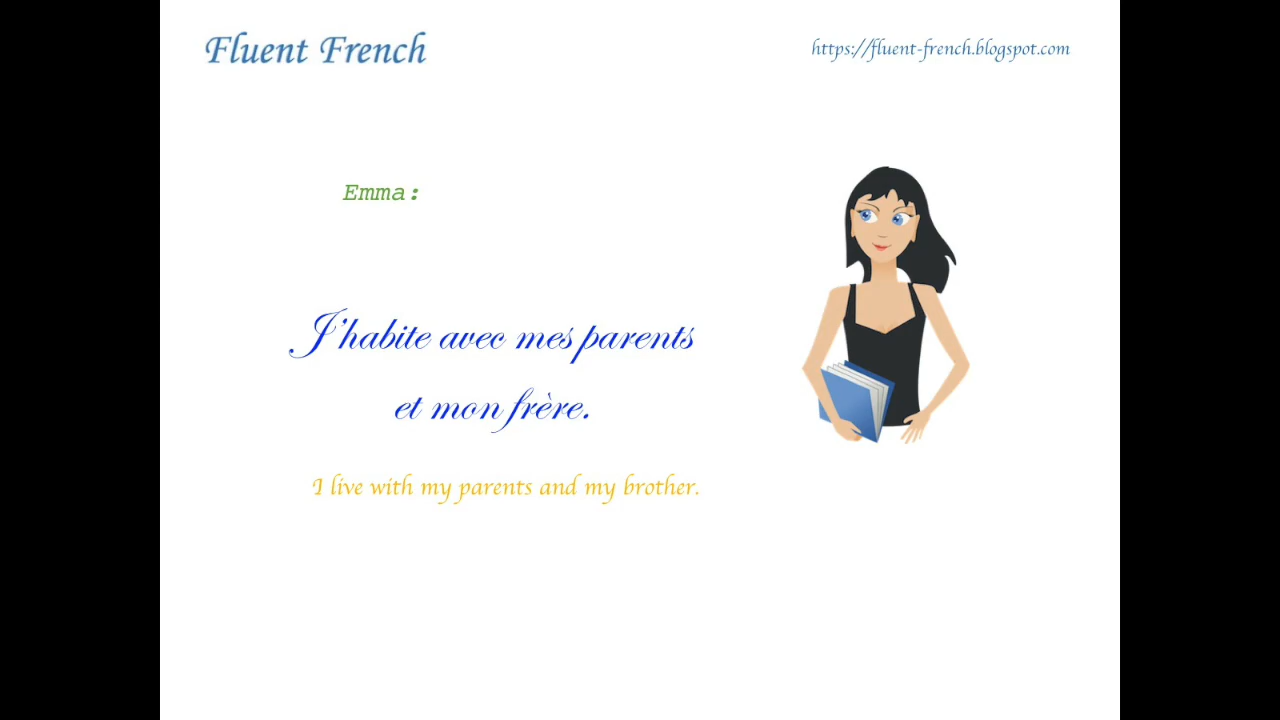 Fluent French
https://fluent-french.blogspot.com
Emma:
J'habite avec mes parents
et mon frère.
I live with my parents and my brother.